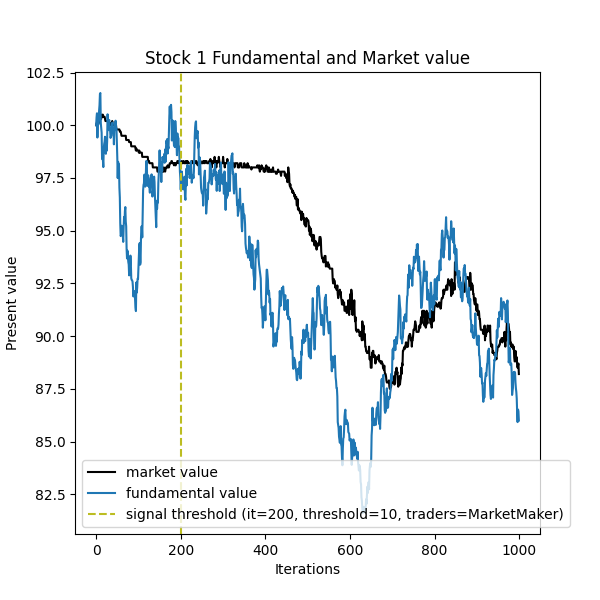 Stock 1 Fundamental and Market value
Present value
102.5
100.0
97.5
95.0
92.5
90.0
87.5
85.0
82.5
market value
fundamental value
signal threshold (it=200, threshold=10, traders=MarketMaker)
0 200 400 600 800 1000
Iterations